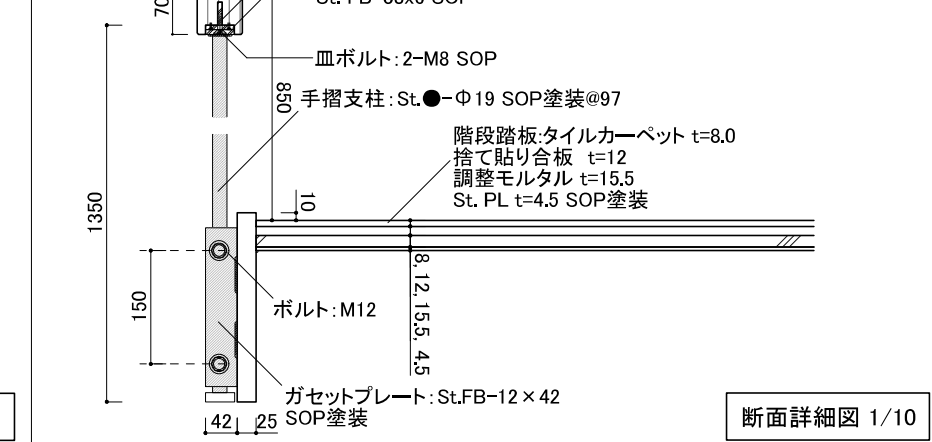 70
皿ボルト:2-M8 SOP
850
手摺支柱:St.●-Φ19 SOP塗装@97
階段踏板:タイルカーペット t=8.0
捨て貼り合板 t=12
調整モルタル t=15.5
St. PL t=4.5 SOP塗装
10
1350
150
8, 12, 15.5, 4.5
ボルト:M12
ガセットプレート:St.FB-12×42
SOP塗装
42
25
断面詳細図 1/10